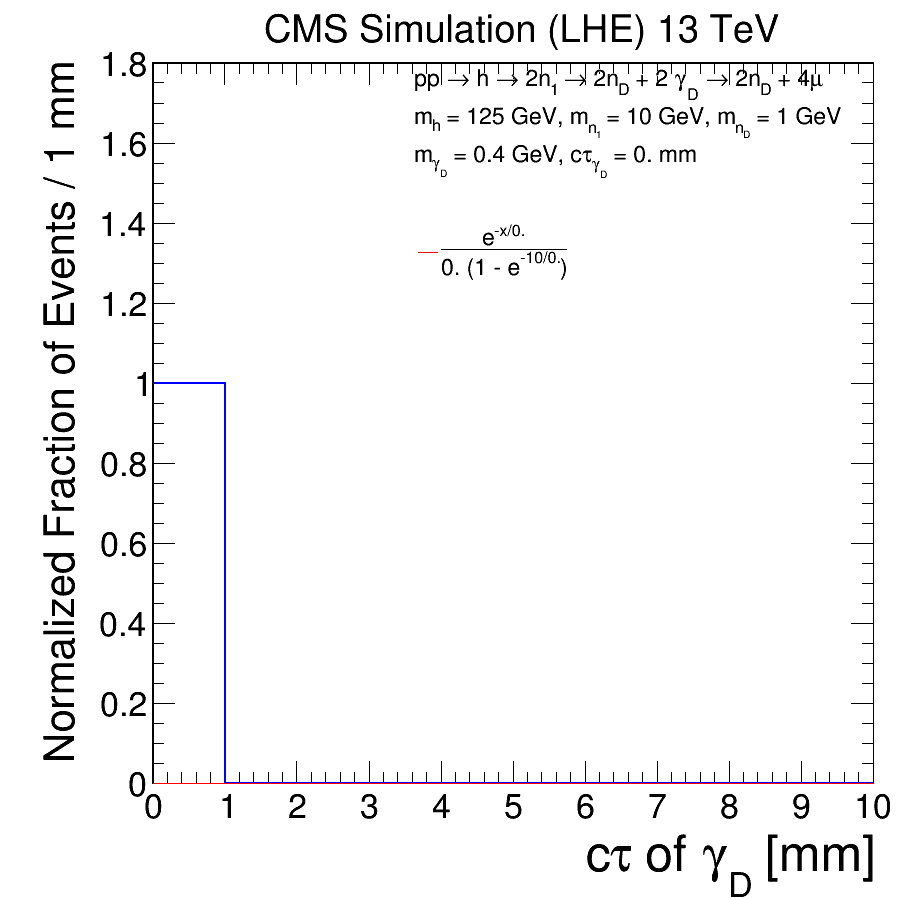 CMS Simulation (LHE) 13 TeV
pp → h → 2n₁ → 2n_D + 2 γ_D → 2n_D + 4μ
m_h = 125 GeV, m_n₁ = 10 GeV, m_n_D = 1 GeV
m_γ_D = 0.4 GeV, cτ_γ_D = 0. mm
e^-x/0.
0. (1 - e^-10/0.)
Normalized Fraction of Events / 1 mm
1.8
1.6
1.4
1.2
1
0.8
0.6
0.4
0.2
0
0 1 2 3 4 5 6 7 8 9 10
cτ of γ_D [mm]